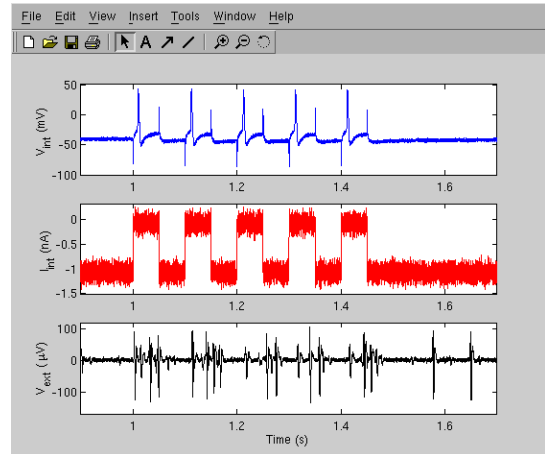 File Edit View Insert Tools Window Help
A
50
0
-50
-100
V_int (mV)
1 1.2 1.4 1.6
0
-0.5
-1
-1.5
I_int (nA)
1 1.2 1.4 1.6
100
0
-100
V_ext (µV)
1 1.2 1.4 1.6
Time (s)